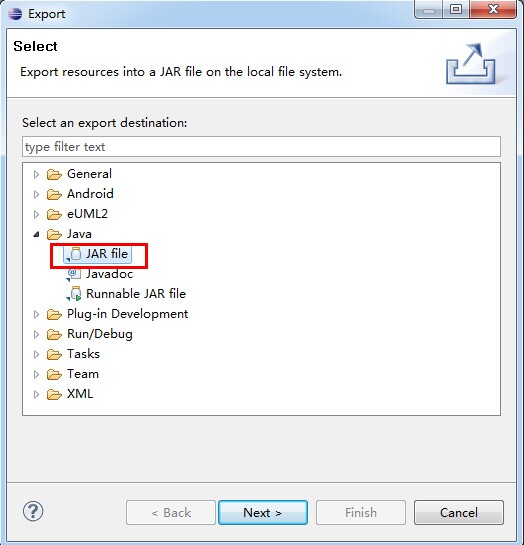 Export
Select
Export resources into a JAR file on the local file system.
Select an export destination:
type filter text
General
Android
eUML2
Java
JAR file
Javadoc
Runnable JAR file
Plug-in Development
Run/Debug
Tasks
Team
XML
?
< Back
Next >
Finish
Cancel